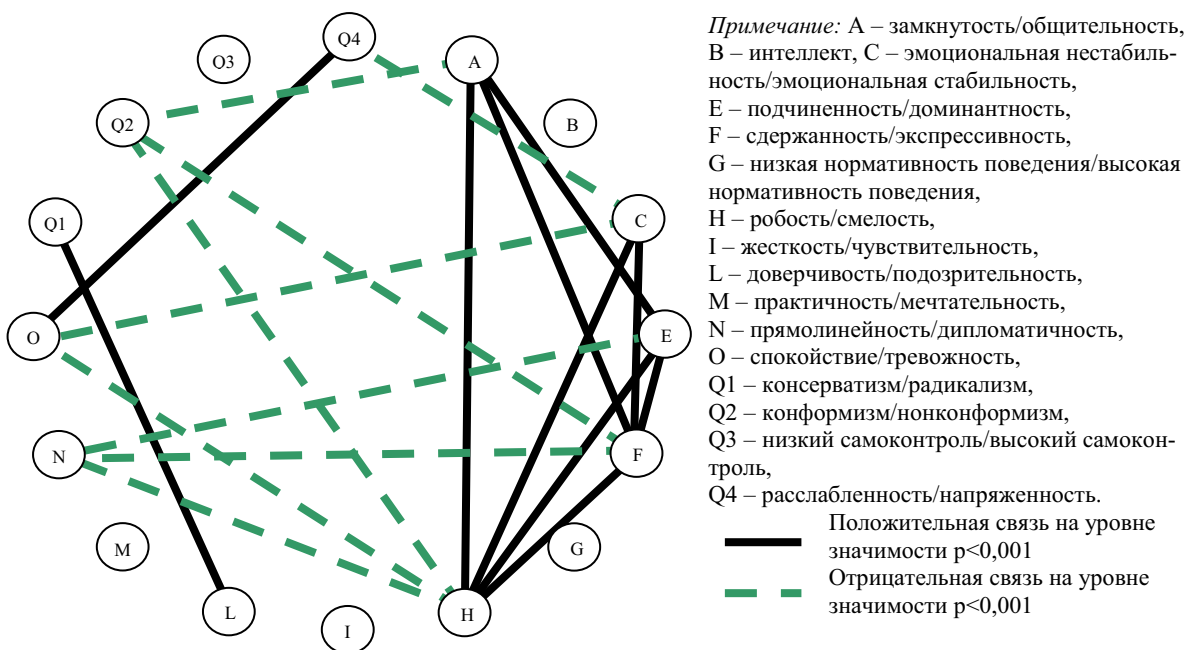 Q4
O3
A
Q2
B
Q1
C
O
E
N
F
M
G
L
I
H
Примечание: А – замкнутость/общительность,
В – интеллект, С – эмоциональная нестабиль-
ность/эмоциональная стабильность,
Е – подчиненность/доминантность,
F – сдержанность/экспрессивность,
G – низкая нормативность поведения/высокая
нормативность поведения,
H – робость/смелость,
I – жесткость/чувствительность,
L – доверчивость/подозрительность,
M – практичность/мечтательность,
N – прямолинейность/дипломатичность,
O – спокойствие/тревожность,
Q1 – консерватизм/радикализм,
Q2 – конформизм/нонконформизм,
Q3 – низкий самоконтроль/высокий самокон-
троль,
Q4 – расслабленность/напряженность.
Положительная связь на уровне
значимости p<0,001
Отрицательная связь на уровне
значимости p<0,001